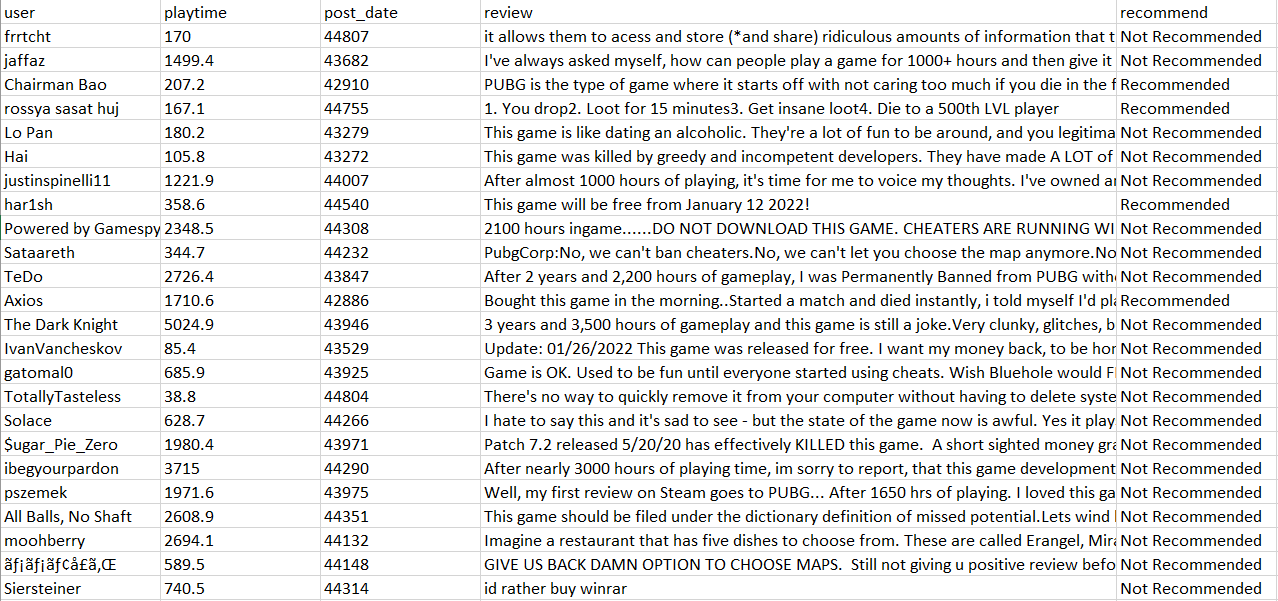 user playtime post_date review recommend
frrtcht 170 44807 it allows them to acess and store (*and share) ridiculous amounts of information that t Not Recommended
jaffaz 1499.4 43682 I've always asked myself, how can people play a game for 1000+ hours and then give it Not Recommended
Chairman Bao 207.2 42910 PUBG is the type of game where it starts off with not caring too much if you die in the f Recommended
rossya sasat huj 167.1 44755 1. You drop2. Loot for 15 minutes3. Get insane loot4. Die to a 500th LVL player Recommended
Lo Pan 180.2 43279 This game is like dating an alcoholic. They're a lot of fun to be around, and you legitima Not Recommended
Hai 105.8 43272 This game was killed by greedy and incompetent developers. They have made A LOT of Not Recommended
justinspinelli11 1221.9 44007 After almost 1000 hours of playing, it's time for me to voice my thoughts. I've owned an Not Recommended
har1sh 358.6 44540 This game will be free from January 12 2022! Recommended
Powered by Gamespy 2348.5 44308 2100 hours ingame......DO NOT DOWNLOAD THIS GAME. CHEATERS ARE RUNNING WI Not Recommended
Sataareth 344.7 44232 PubgCorp:No, we can't ban cheaters.No, we can't let you choose the map anymore.No Not Recommended
TeDo 2726.4 43847 After 2 years and 2,200 hours of gameplay, I was Permanently Banned from PUBG with Not Recommended
Axios 1710.6 42886 Bought this game in the morning..Started a match and died instantly, i told myself I'd pla Recommended
The Dark Knight 5024.9 43946 3 years and 3,500 hours of gameplay and this game is still a joke.Very clunky, glitches, b Not Recommended
IvanVancheskov 85.4 43529 Update: 01/26/2022 This game was released for free. I want my money back, to be hon Not Recommended
gatomal0 685.9 43925 Game is OK. Used to be fun until everyone started using cheats. Wish Bluehole would F Not Recommended
TotallyTasteless 38.8 44804 There's no way to quickly remove it from your computer without having to delete syste Not Recommended
Solace 628.7 44266 I hate to say this and it's sad to see - but the state of the game now is awful. Yes it play Not Recommended
$ugar_Pie_Zero 1980.4 43971 Patch 7.2 released 5/20/20 has effectively KILLED this game.  A short sighted money gra Not Recommended
ibegyourpardon 3715 44290 After nearly 3000 hours of playing time, im sorry to report, that this game development Not Recommended
pszemek 1971.6 43975 Well, my first review on Steam goes to PUBG... After 1650 hrs of playing. I loved this ga Not Recommended
All Balls, No Shaft 2608.9 44351 This game should be filed under the dictionary definition of missed potential.Lets wind Not Recommended
moohberry 2694.1 44132 Imagine a restaurant that has five dishes to choose from. These are called Erangel, Mira Not Recommended
ãƒ¡ãƒ¡ãƒ¢å£ã‚Œ 589.5 44148 GIVE US BACK DAMN OPTION TO CHOOSE MAPS.  Still not giving u positive review befo Not Recommended
Siersteiner 740.5 44314 id rather buy winrar Not Recommended